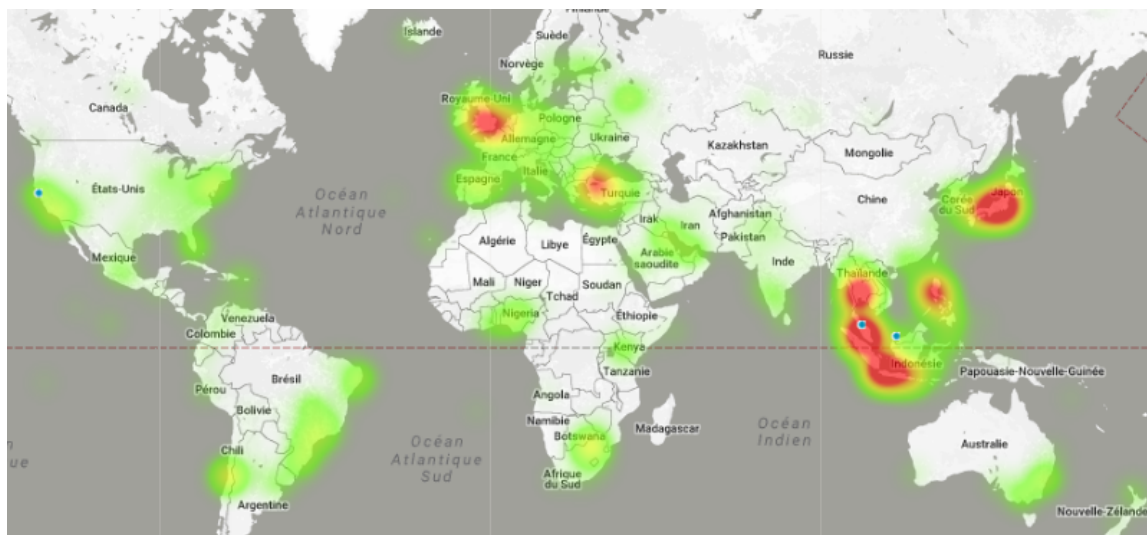 Finlande
Islande
Suède
Norvège
Russie
Royaume-Uni
Canada
Pologne
Allemagne
Ukraine
Kazakhstan
Mongolie
France
Italie
Espagne
États-Unis
Turquie
Chine
Corée
du Sud
Japon
Océan
Atlantique
Nord
Afghanistan
Irak
Iran
Pakistan
Algérie
Libye
Égypte
Arabie
saoudite
Inde
Mexique
Thaïlande
Mali
Niger
Tchad
Soudan
Nigeria
Éthiopie
Venezuela
Colombie
Kenya
Indonésie
Papouasie-Nouvelle-Guinée
Tanzanie
Pérou
Brésil
Angola
Bolivie
Namibie
Botswana
Madagascar
Océan
Indien
Océan
Atlantique
Sud
Chili
Australie
Afrique
du Sud
Argentine
Nouvelle-Zélande